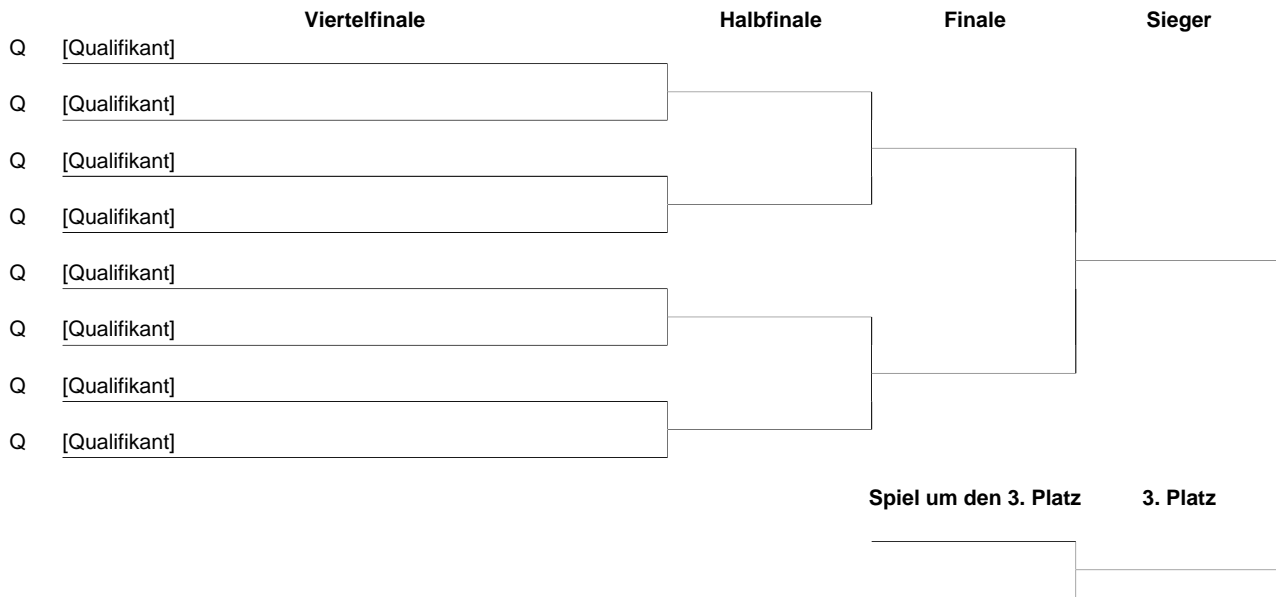 Viertelfinale Halbfinale Finale Sieger
Q [Qualifikant]
Q [Qualifikant]
Q [Qualifikant]
Q [Qualifikant]
Q [Qualifikant]
Q [Qualifikant]
Q [Qualifikant]
Q [Qualifikant]
Spiel um den 3. Platz 3. Platz